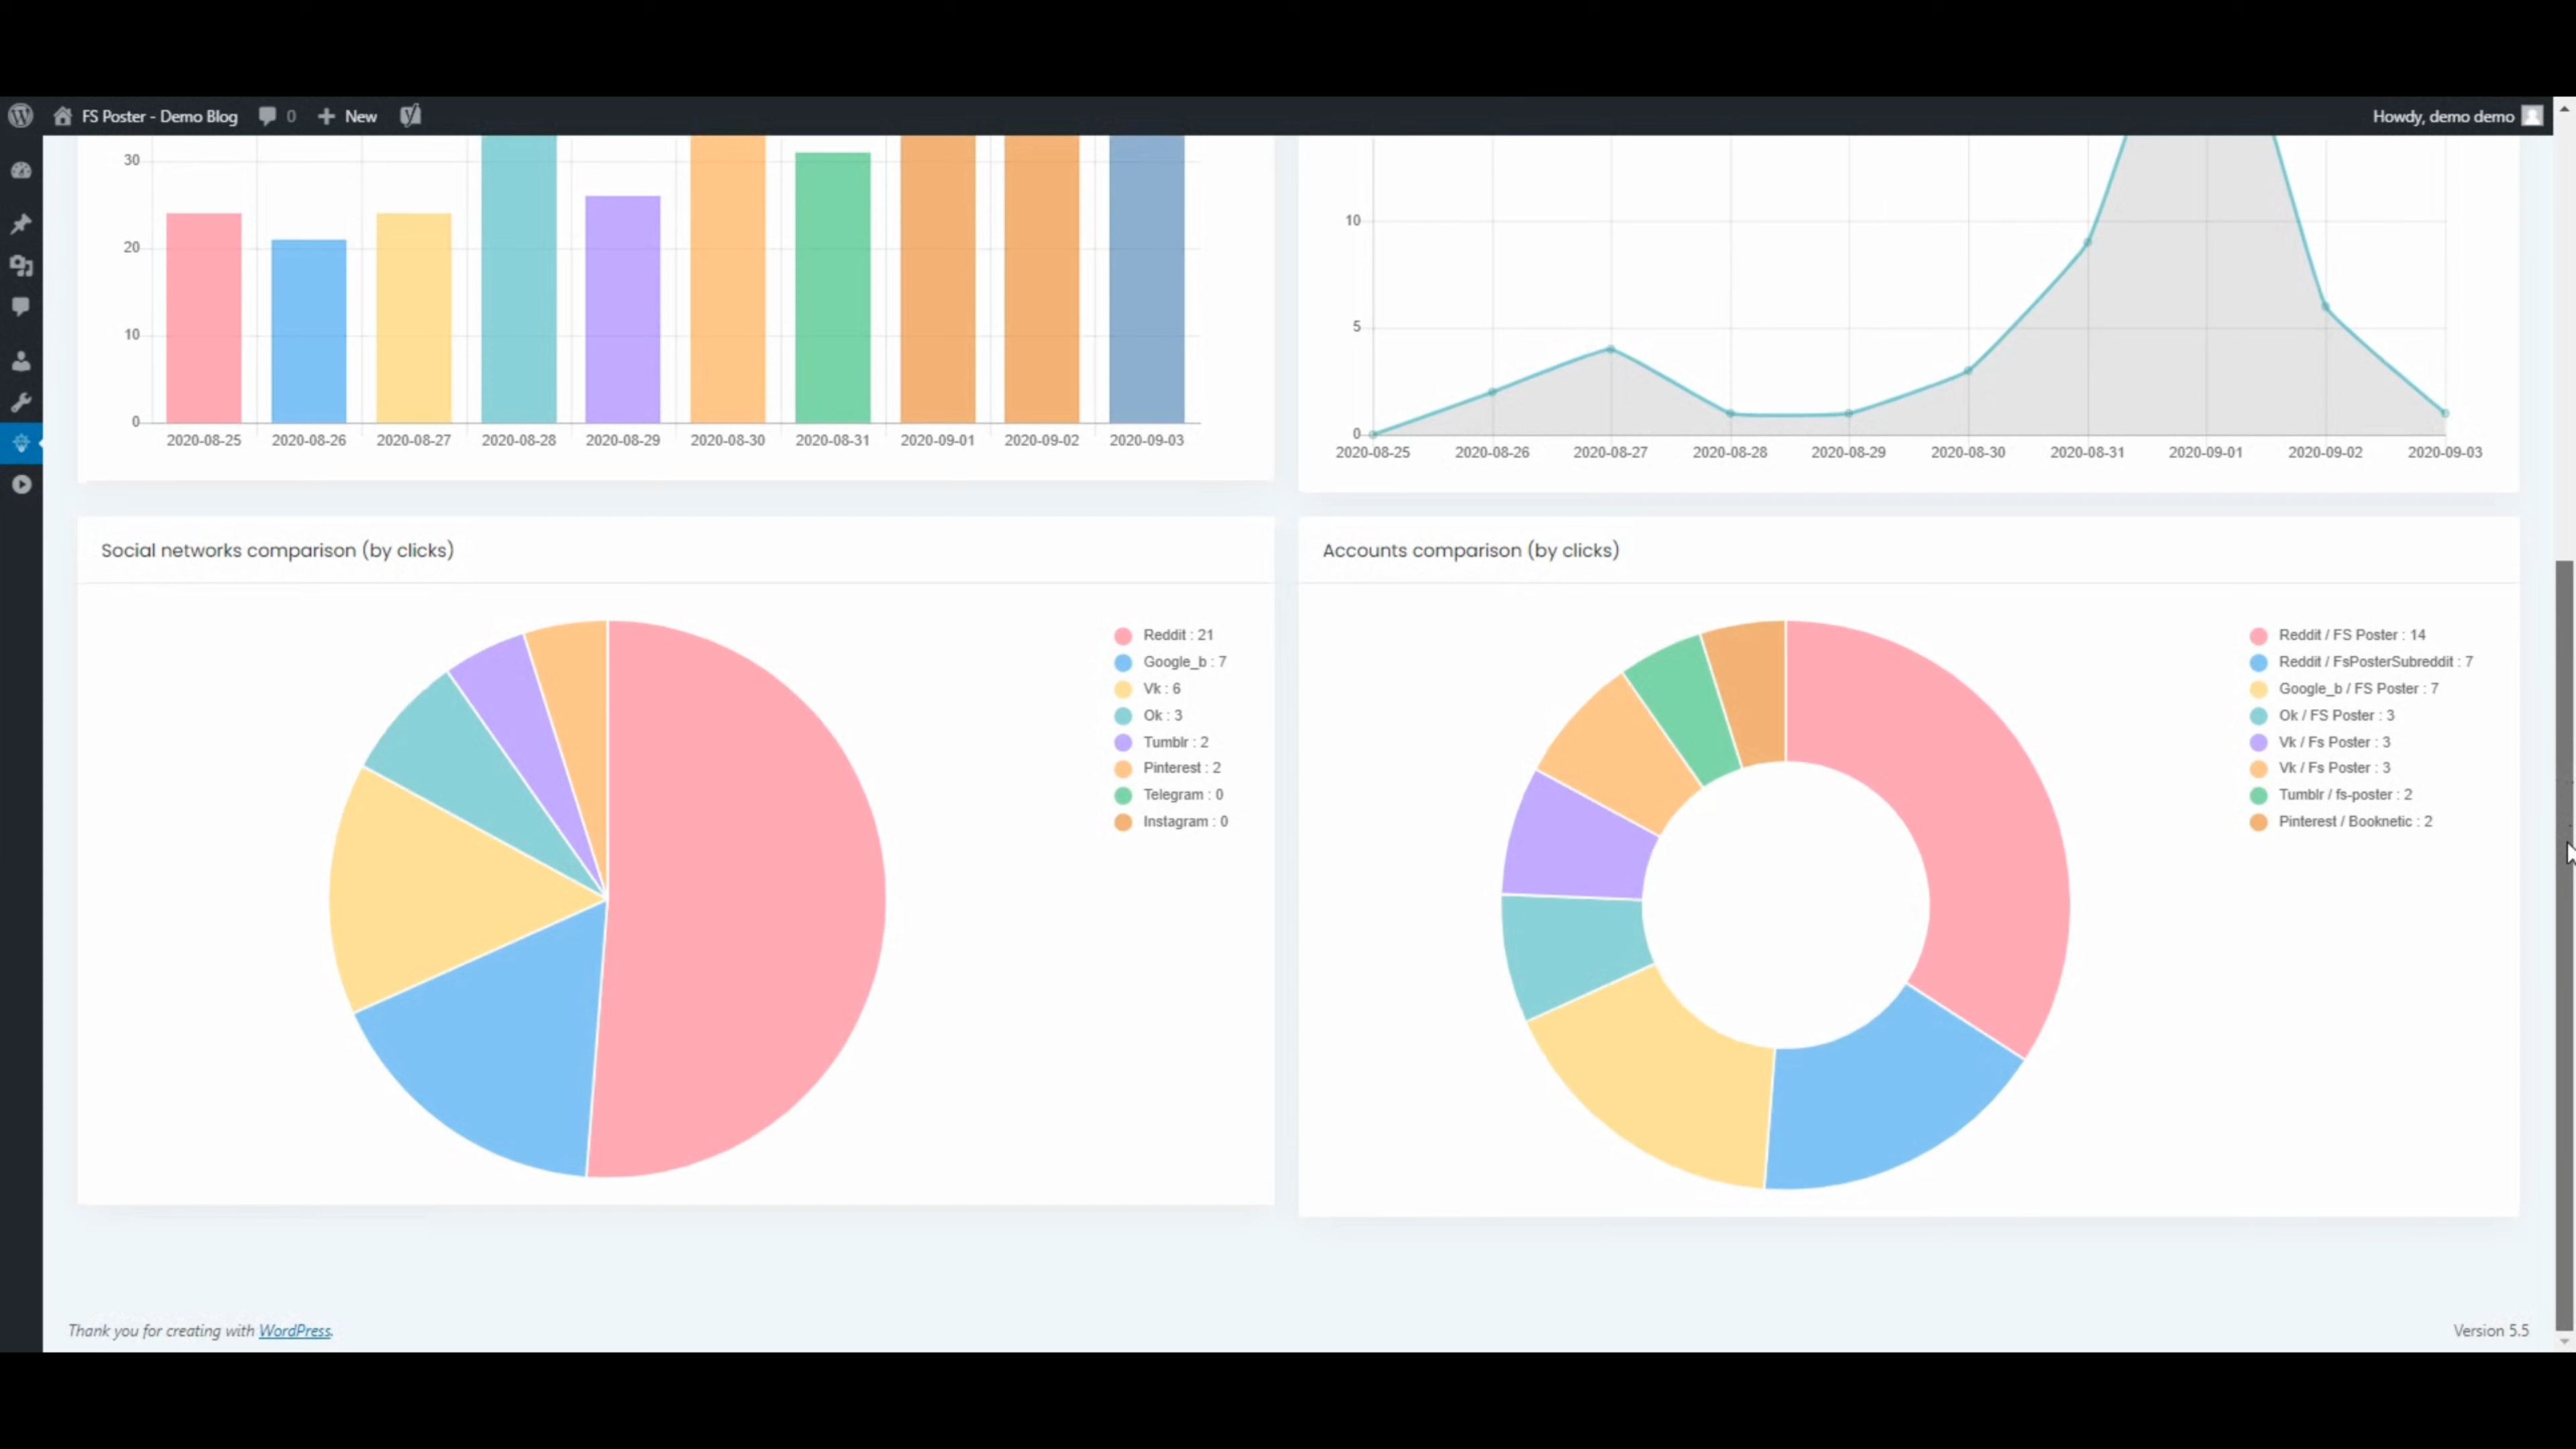 FS Poster - Demo Blog 0 New Howdy, demo demo
30
20
10
0
2020-08-25 2020-08-26 2020-08-27 2020-08-28 2020-08-29 2020-08-30 2020-08-31 2020-09-01 2020-09-02 2020-09-03
10
5
0
2020-08-25 2020-08-26 2020-08-27 2020-08-28 2020-08-29 2020-08-30 2020-08-31 2020-09-01 2020-09-02 2020-09-03
Social networks comparison (by clicks)
Reddit : 21
Google_b : 7
Vk : 6
Ok : 3
Tumblr : 2
Pinterest : 2
Telegram : 0
Instagram : 0
Accounts comparison (by clicks)
Reddit / FS Poster : 14
Reddit / FsPosterSubreddit : 7
Google_b / FS Poster : 7
Ok / FS Poster : 3
Vk / Fs Poster : 3
Vk / Fs Poster : 3
Tumblr / fs-poster : 2
Pinterest / Booknetic : 2
Thank you for creating with WordPress.
Version 5.5